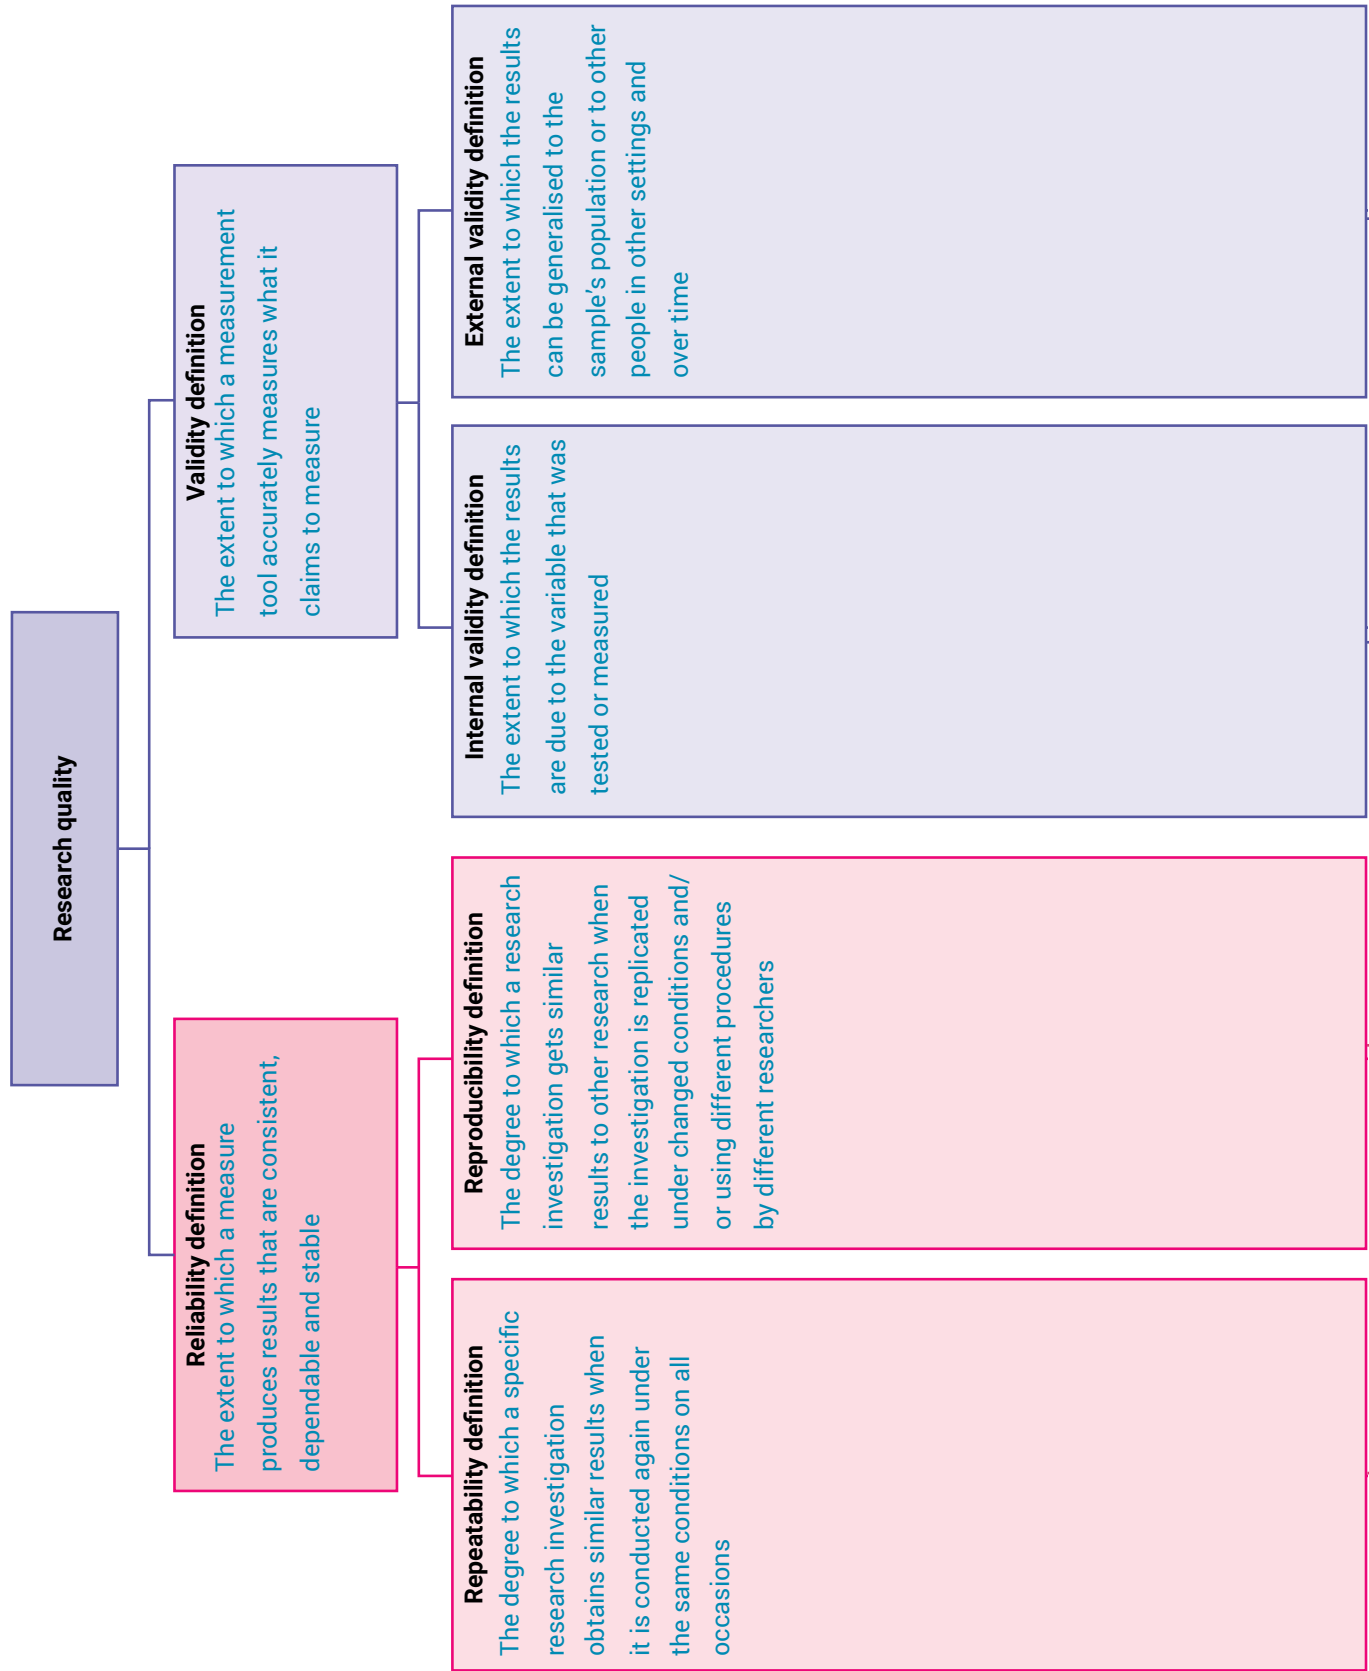 Research quality
Reliability definition
The extent to which a measure
produces results that are consistent,
dependable and stable
Validity definition
The extent to which a measurement
tool accurately measures what it
claims to measure
Repeatability definition
The degree to which a specific
research investigation
obtains similar results when
it is conducted again under
the same conditions on all
occasions
Reproducibility definition
The degree to which a research
investigation gets similar
results to other research when
the investigation is replicated
under changed conditions and/
or using different procedures
by different researchers
Internal validity definition
The extent to which the results
are due to the variable that was
tested or measured
External validity definition
The extent to which the results
can be generalised to the
sample's population or to other
people in other settings and
over time